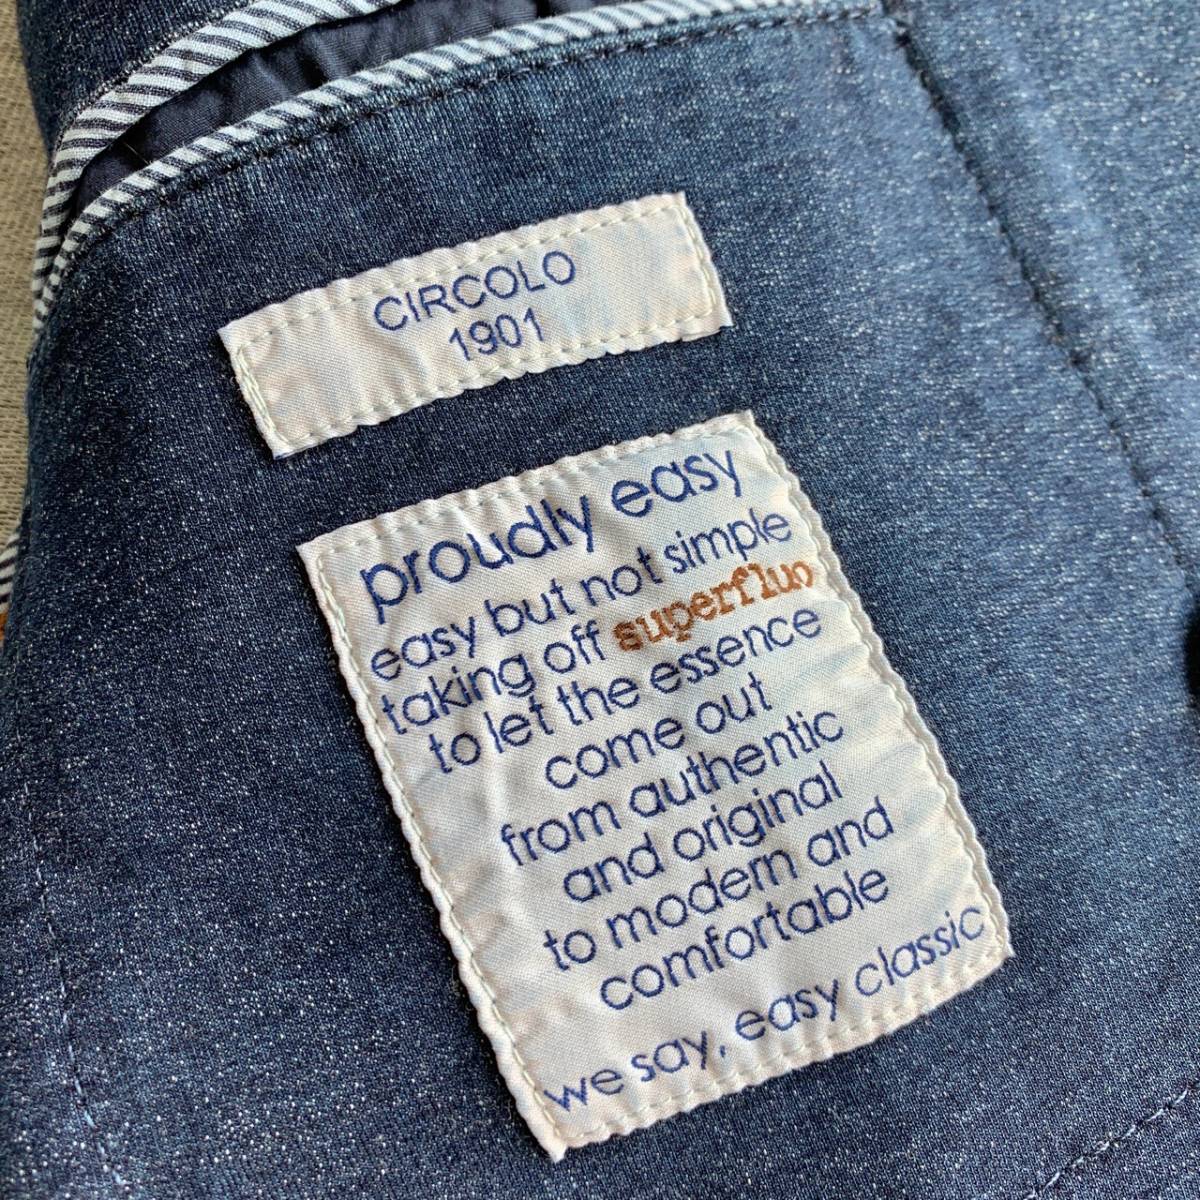 CIRCOLO
1901
proudly easy
easy but not simple
taking off superfluo
to let the essence
come out
from authentic
and original
to modern and
comfortable
we say, easy classic